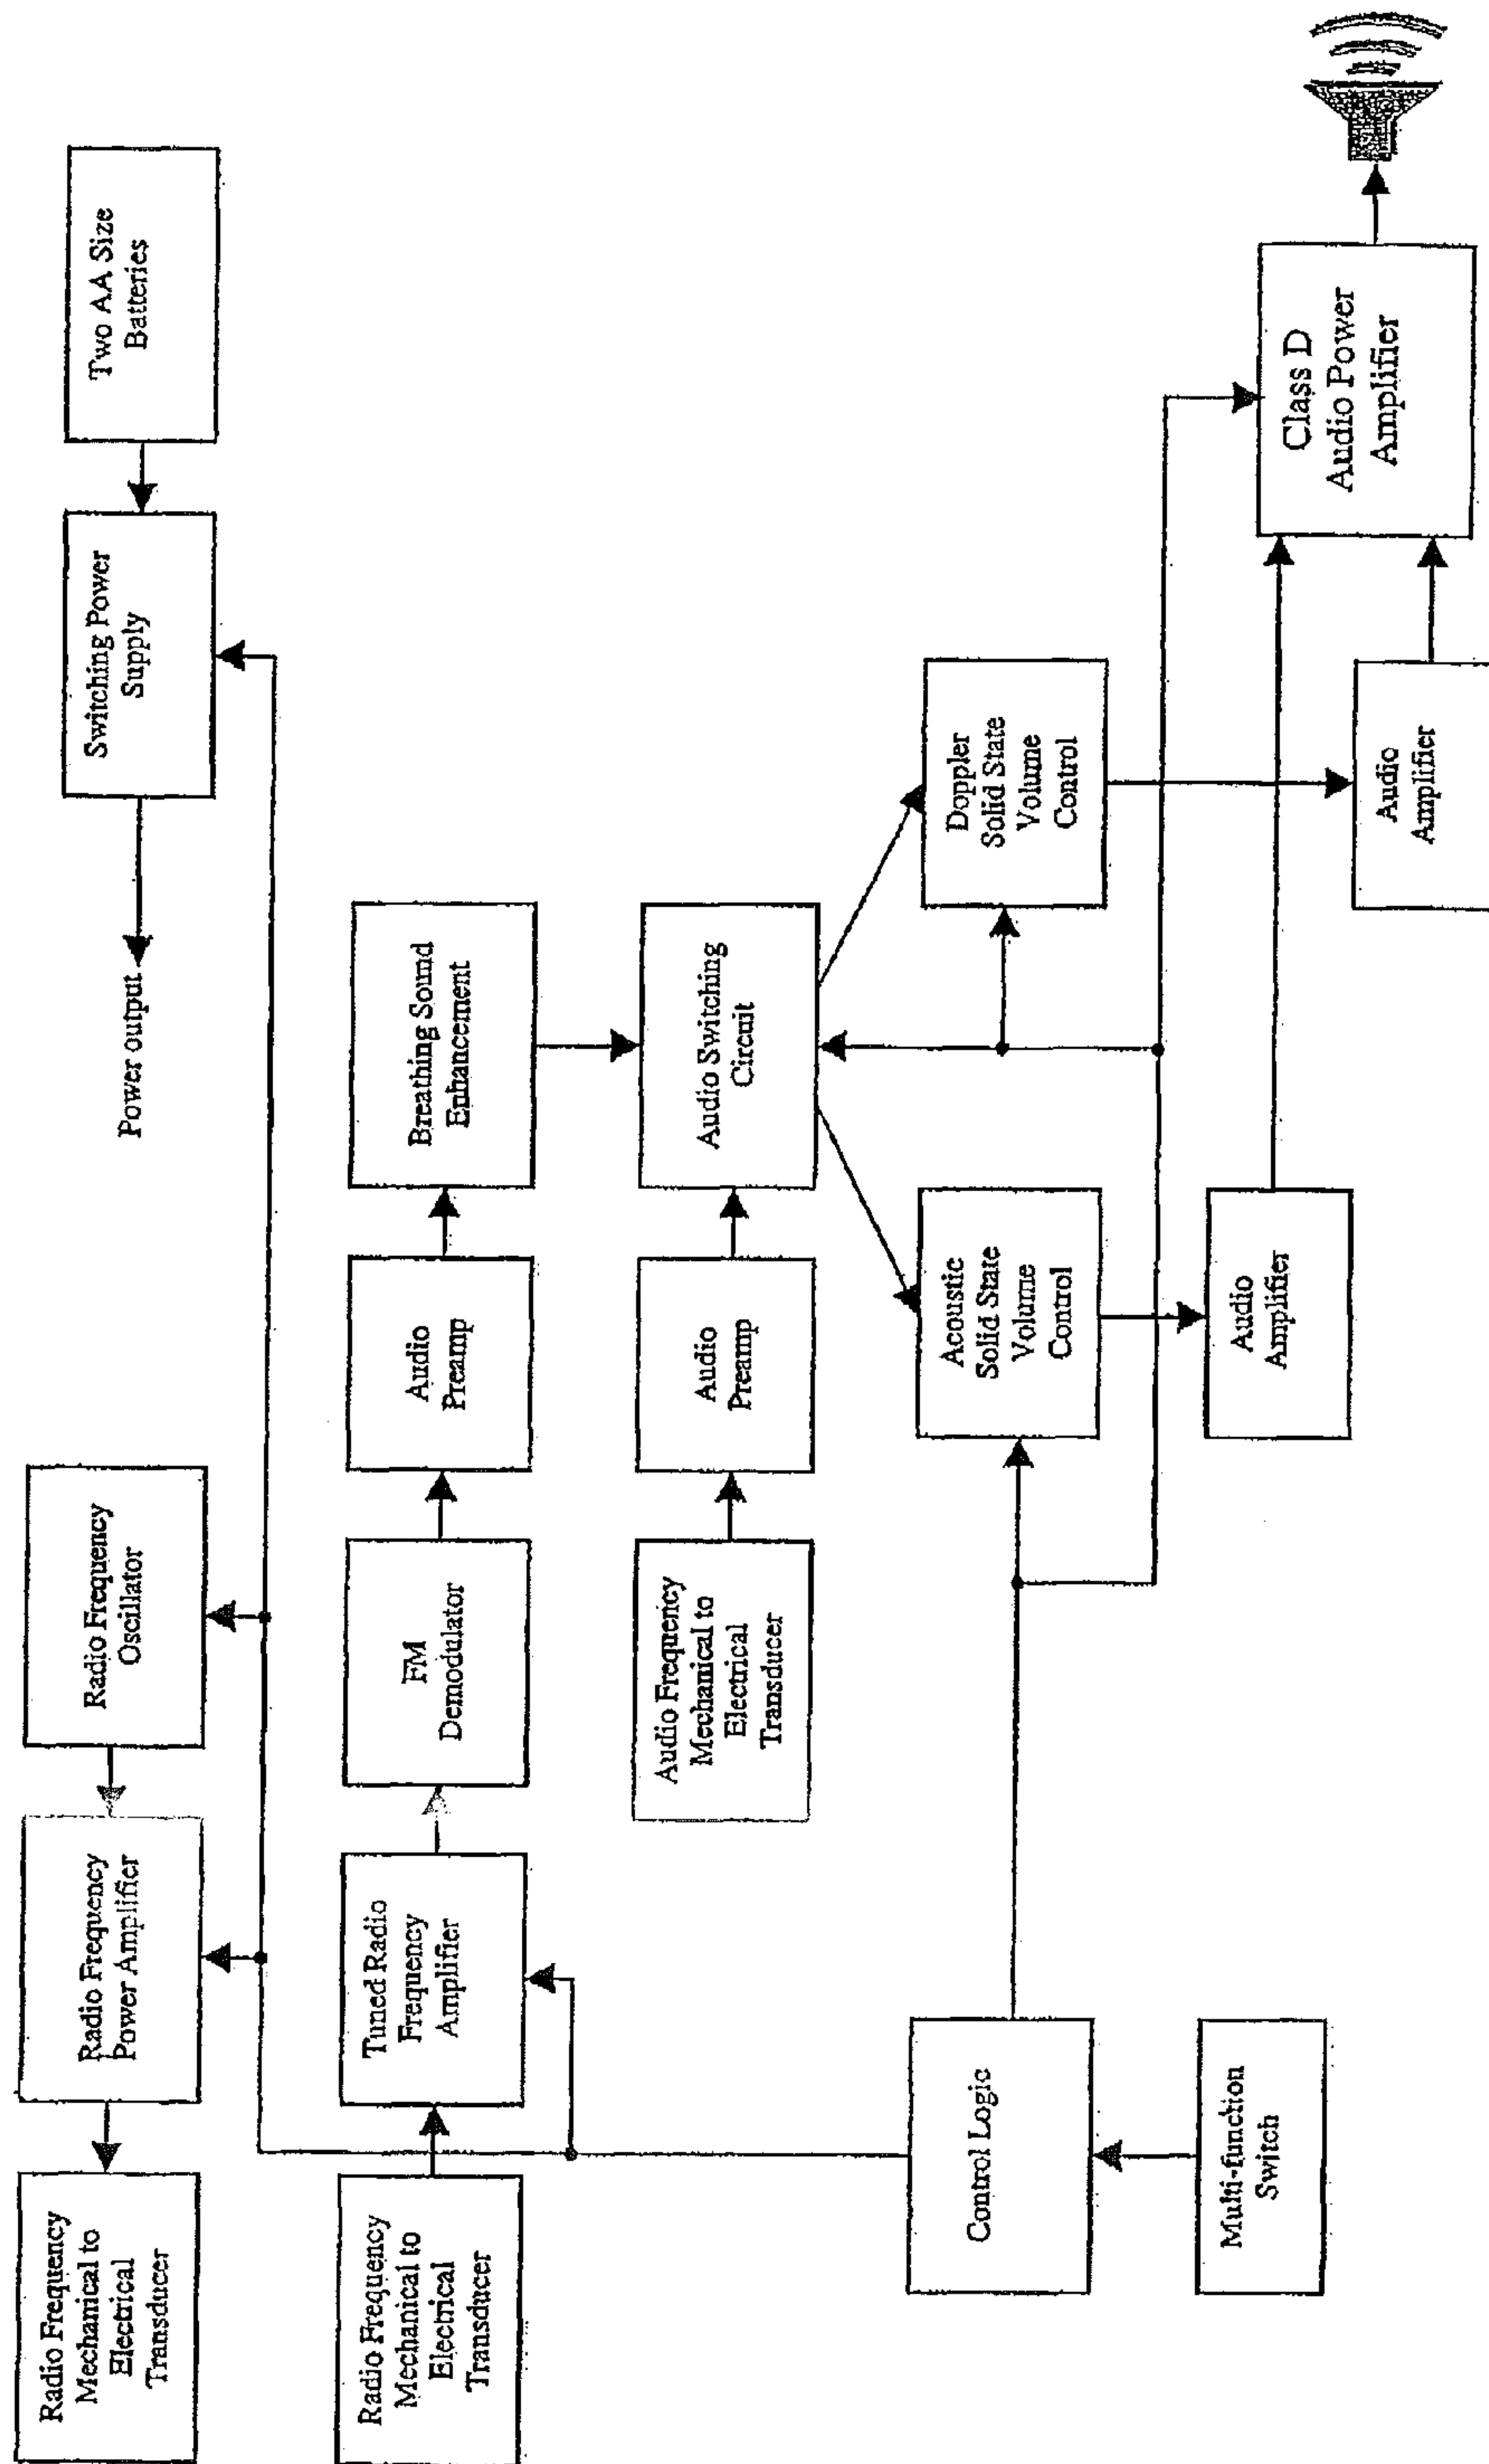 Radio Frequency
Mechanical to
Electrical
Transducer
Radio Frequency
Power Amplifier
Radio Frequency
Oscillator
Switching Power
Supply
Two AA Size
Batteries
Power output
Radio Frequency
Mechanical to
Electrical
Transducer
Tuned Radio
Frequency
Amplifier
FM
Demodulator
Audio
Preamp
Breathing Sound
Enhancement
Audio Frequency
Mechanical to
Electrical
Transducer
Audio
Preamp
Audio Switching
Circuit
Control Logic
Acoustic
Solid State
Volume
Control
Doppler
Solid State
Volume
Control
Multi-function
Switch
Audio
Amplifier
Audio
Amplifier
Class D
Audio Power
Amplifier